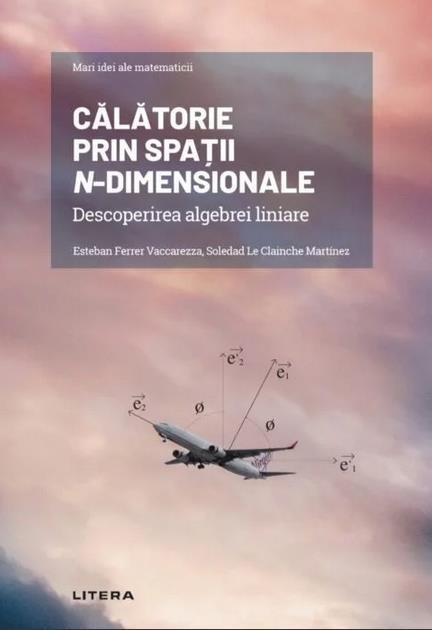 Mari idei ale matematicii
CĂLĂTORIE
PRIN SPAȚII
N-DIMENSIONALE
Descoperirea algebrei liniare
Esteban Ferrer Vaccarezza, Soledad Le Clainche Martínez
e'₂
e₁
e₂
ø
ø
e'₁
LITERA